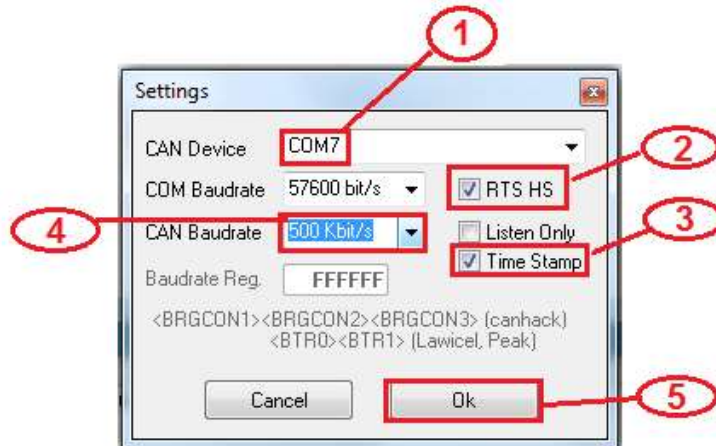 1
Settings
CAN Device COM7
2
COM Baudrate 57600 bit/s RTS HS
3
4
CAN Baudrate 500 Kbit/s Listen Only
Time Stamp
Baudrate Reg. FFFFFF
<BRGCON1><BRGCON2><BRGCON3> (canhack)
<BTR0><BTR1> (Lawicel, Peak)
Cancel Ok
5